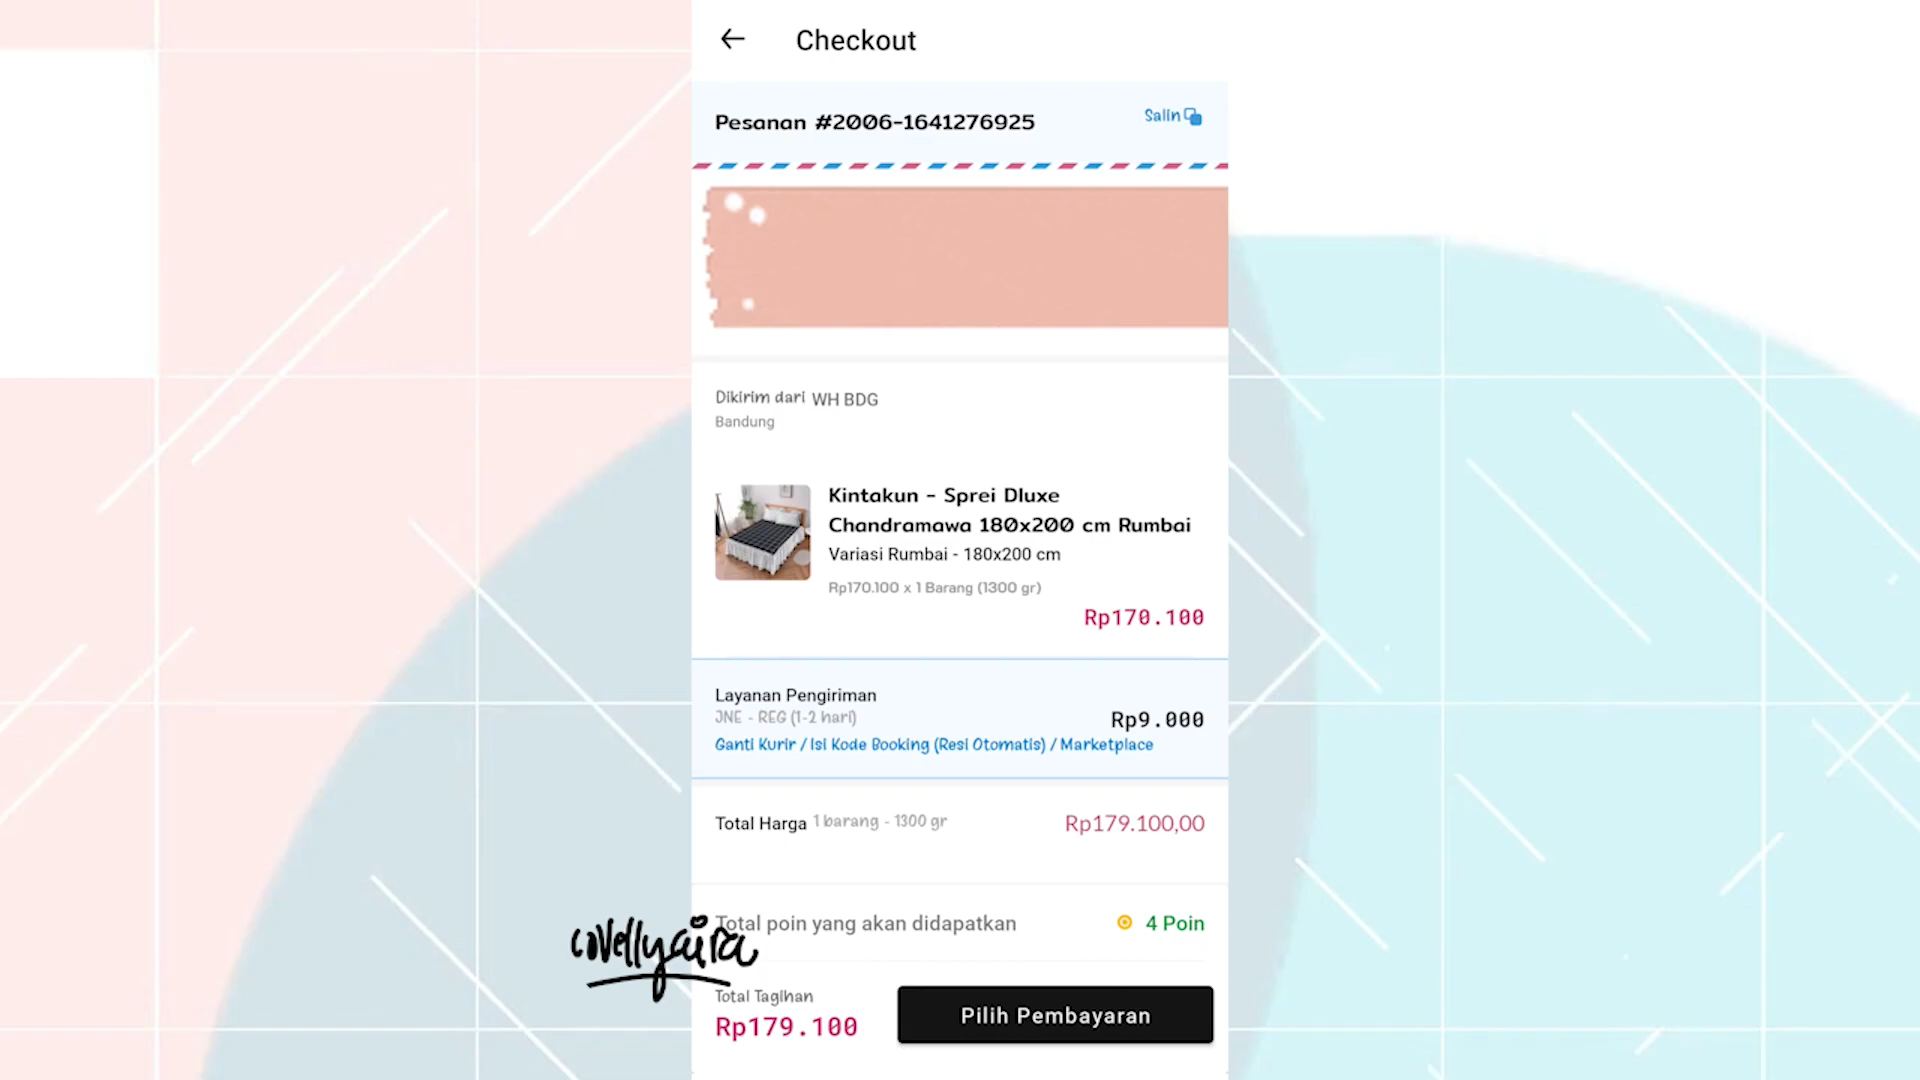 Checkout
Pesanan #2006-1641276925
Salin
Dikirim dari WH BDG
Bandung
Kintakun - Sprei Dluxe
Chandramawa 180x200 cm Rumbai
Variasi Rumbai - 180x200 cm
Rp170.100 x 1 Barang (1300 gr)
Rp170.100
Layanan Pengiriman
JNE - REG (1-2 hari)
Rp9.000
Ganti Kurir / Isi Kode Booking (Resi Otomatis) / Marketplace
Total Harga 1 barang - 1300 gr
Rp179.100,00
Total poin yang akan didapatkan
4 Poin
covellyaira
Total Tagihan
Rp179.100
Pilih Pembayaran